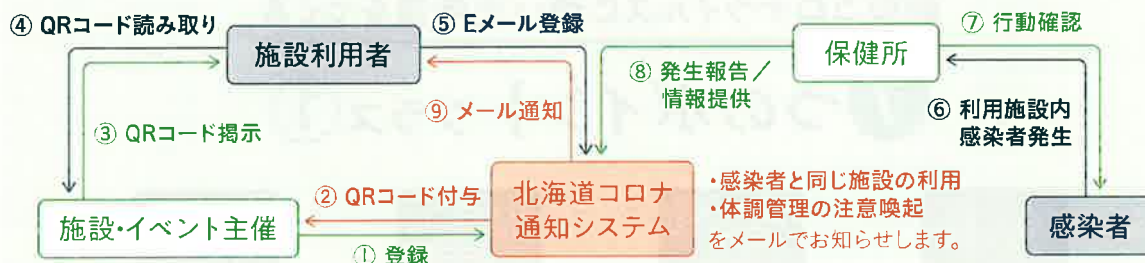 ④ QRコード読み取り
施設利用者
⑤ Eメール登録
保健所
⑦ 行動確認
⑧ 発生報告/
情報提供
③ QRコード掲示
⑨ メール通知
⑥ 利用施設内
感染者発生
② QRコード付与
北海道コロナ
通知システム
・感染者と同じ施設の利用
・体調管理の注意喚起
をメールでお知らせします。
施設・イベント主催
① 登録
感染者